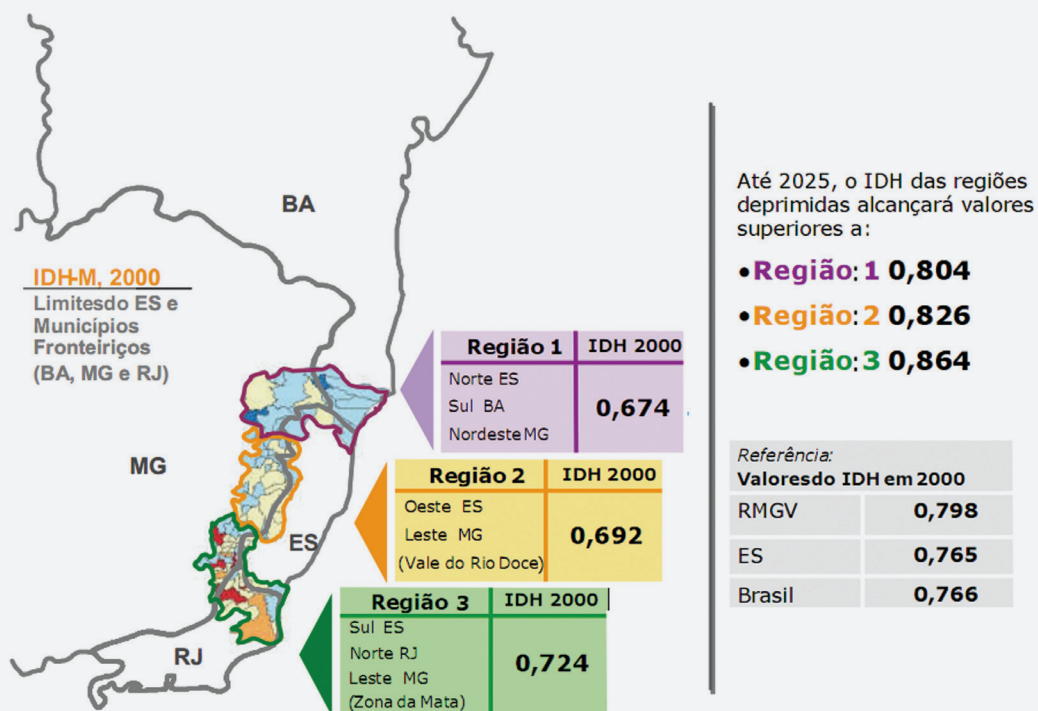 BA
IDH-M, 2000
Limitesdo ES e
Municípios
Fronteiriços
(BA, MG e RJ)
MG
ES
RJ
Região 1 IDH 2000
Norte ES
Sul BA
Nordeste MG
0,674
Região 2 IDH 2000
Oeste ES
Leste MG
(Vale do Rio Doce)
0,692
Região 3 IDH 2000
Sul ES
Norte RJ
Leste MG
(Zona da Mata)
0,724
Até 2025, o IDH das regiões
deprimidas alcançará valores
superiores a:
•Região: 1 0,804
•Região: 2 0,826
•Região: 3 0,864
Referência:
Valoresdo IDH em 2000
RMGV 0,798
ES 0,765
Brasil 0,766